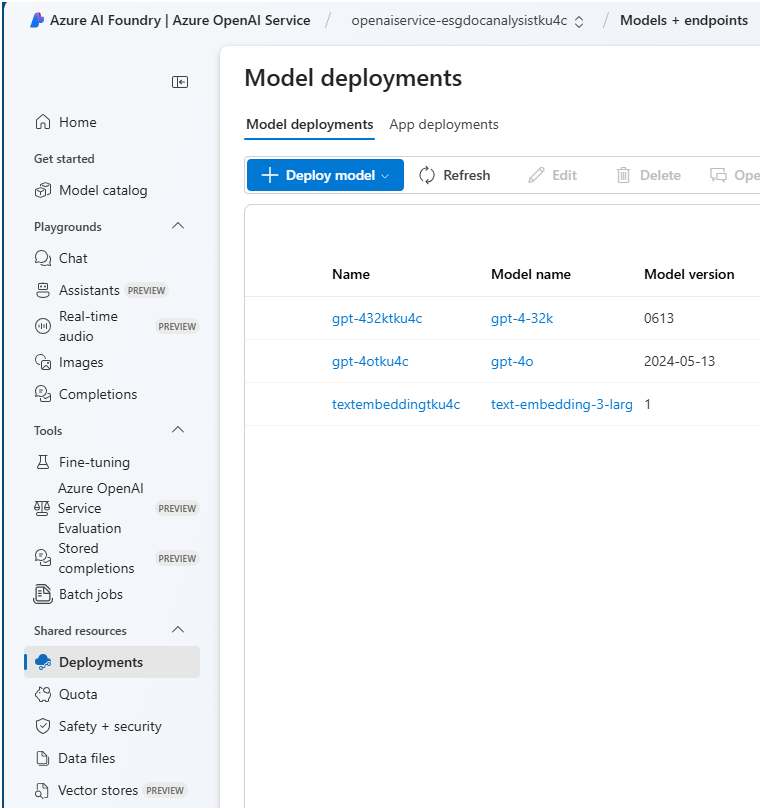 Azure AI Foundry | Azure OpenAI Service / openaiservice-esgdocanalysistku4c / Models + endpoints
Home
Get started
Model catalog
Playgrounds
Chat
Assistants PREVIEW
Real-time
audio
PREVIEW
Images
Completions
Tools
Fine-tuning
Azure OpenAI
Service
Evaluation
PREVIEW
Stored
completions
PREVIEW
Batch jobs
Shared resources
Deployments
Quota
Safety + security
Data files
Vector stores PREVIEW
Model deployments
Model deployments App deployments
+ Deploy model Refresh Edit Delete Ope
Name Model name Model version
gpt-432ktku4c gpt-4-32k 0613
gpt-4otku4c gpt-4o 2024-05-13
textembeddingtku4c text-embedding-3-larg 1